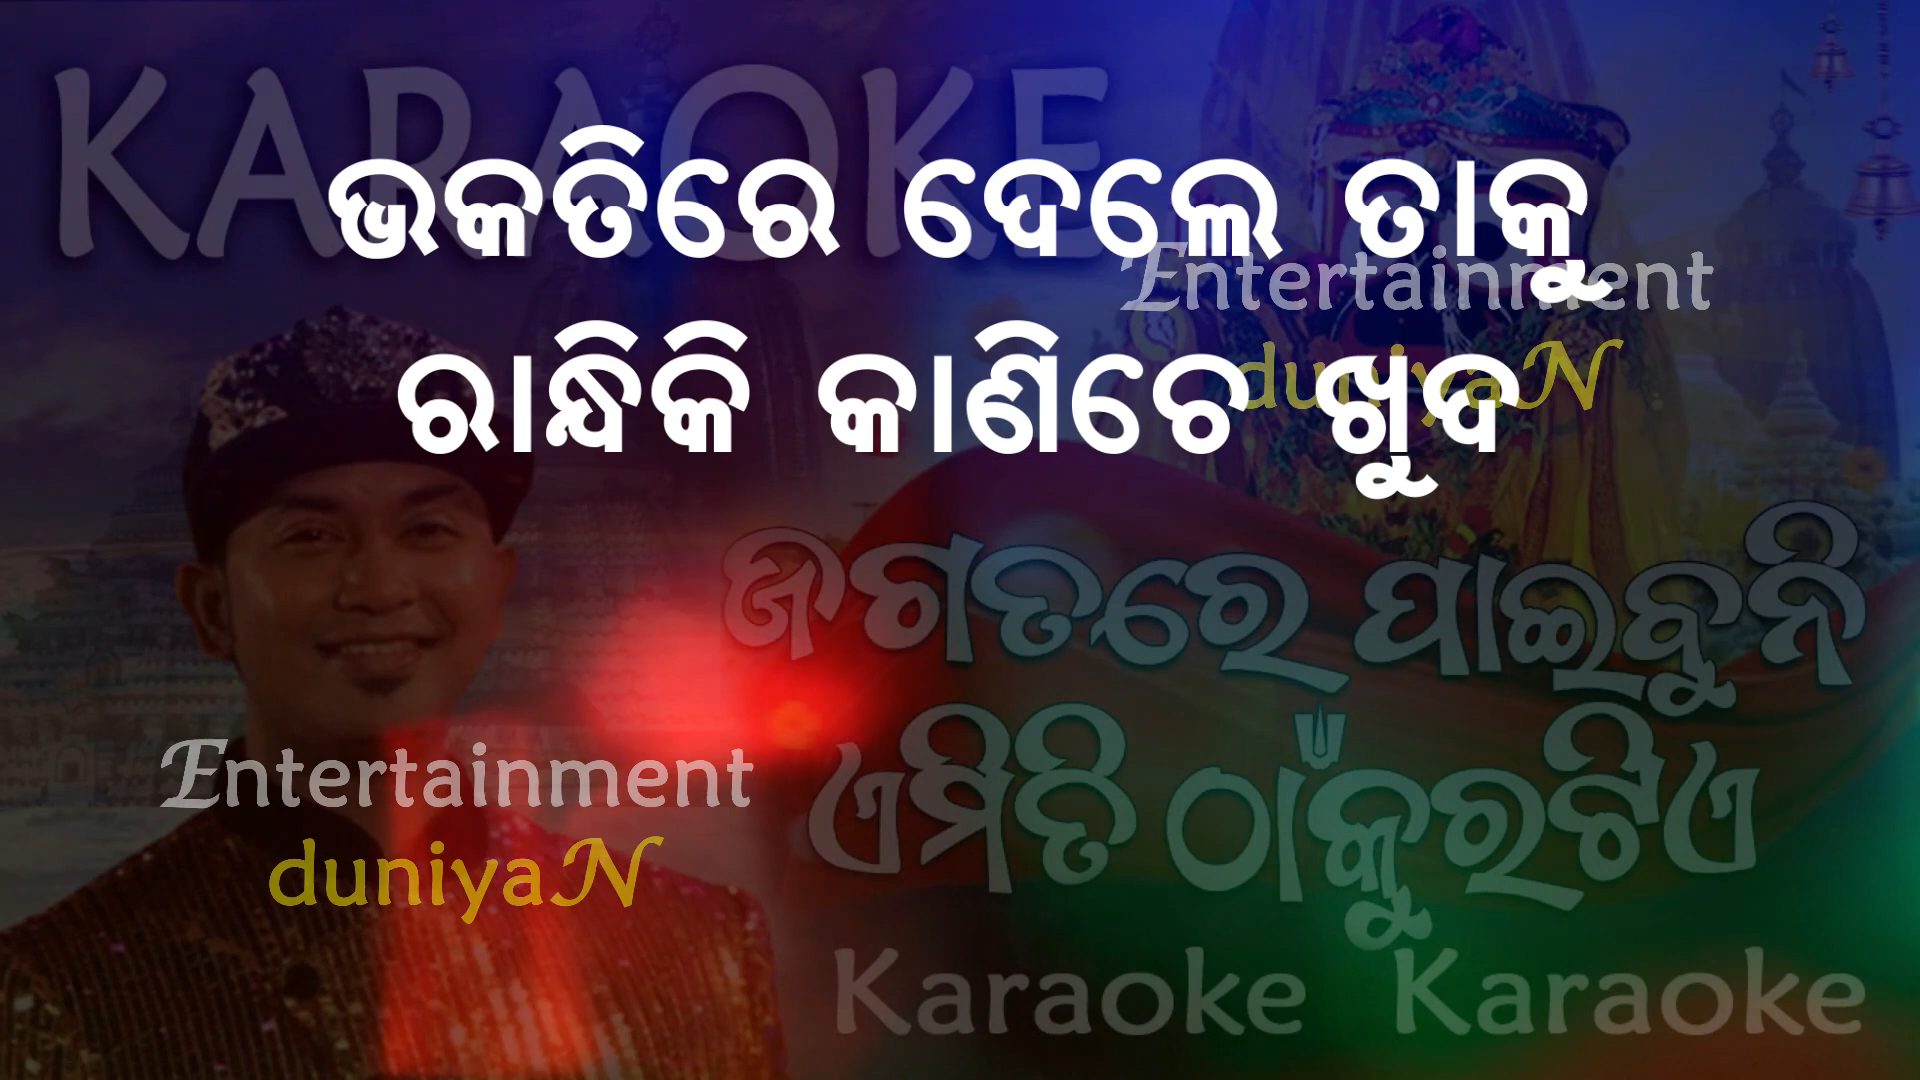 KARAOKE
ଭକତିରେ ଦେଲେ ତାକୁ
Entertainment
ରାନ୍ଧିକି କାଣିଚେ ଖୁଦ
duniyaN
ଜଗତରେ ପାଇବୁନି
ଏମିତି ଠାକୁରଟିଏ
Entertainment
duniyaN
Karaoke Karaoke